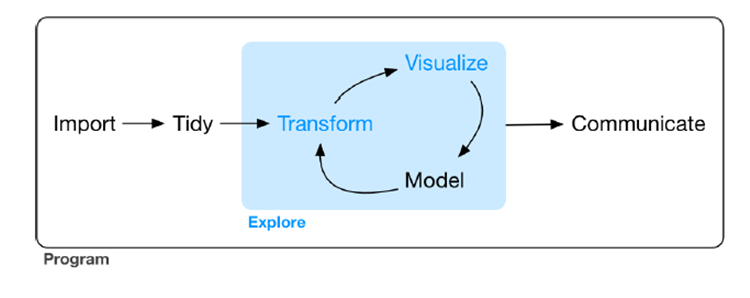 Visualize
Import
Tidy
Transform
Communicate
Model
Explore
Program